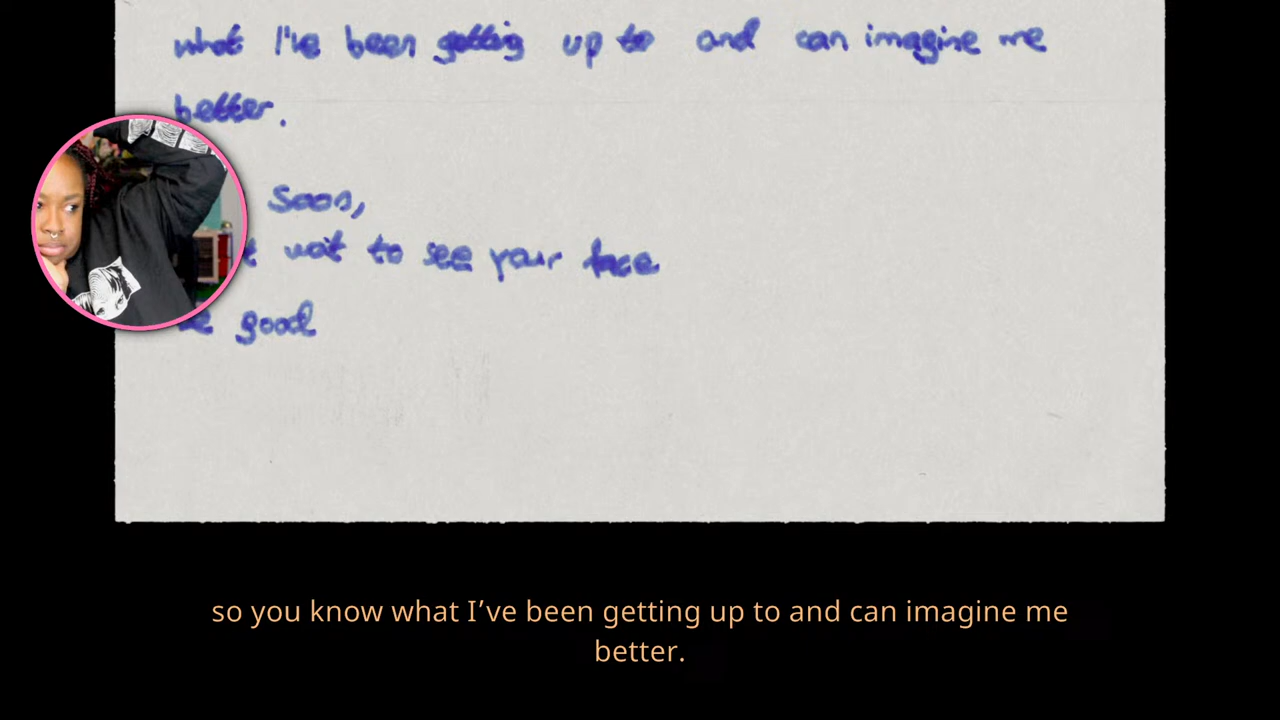 what I've been getting up to and can imagine me
better.
Soon,
wait to see your face
good
so you know what I've been getting up to and can imagine me
better.